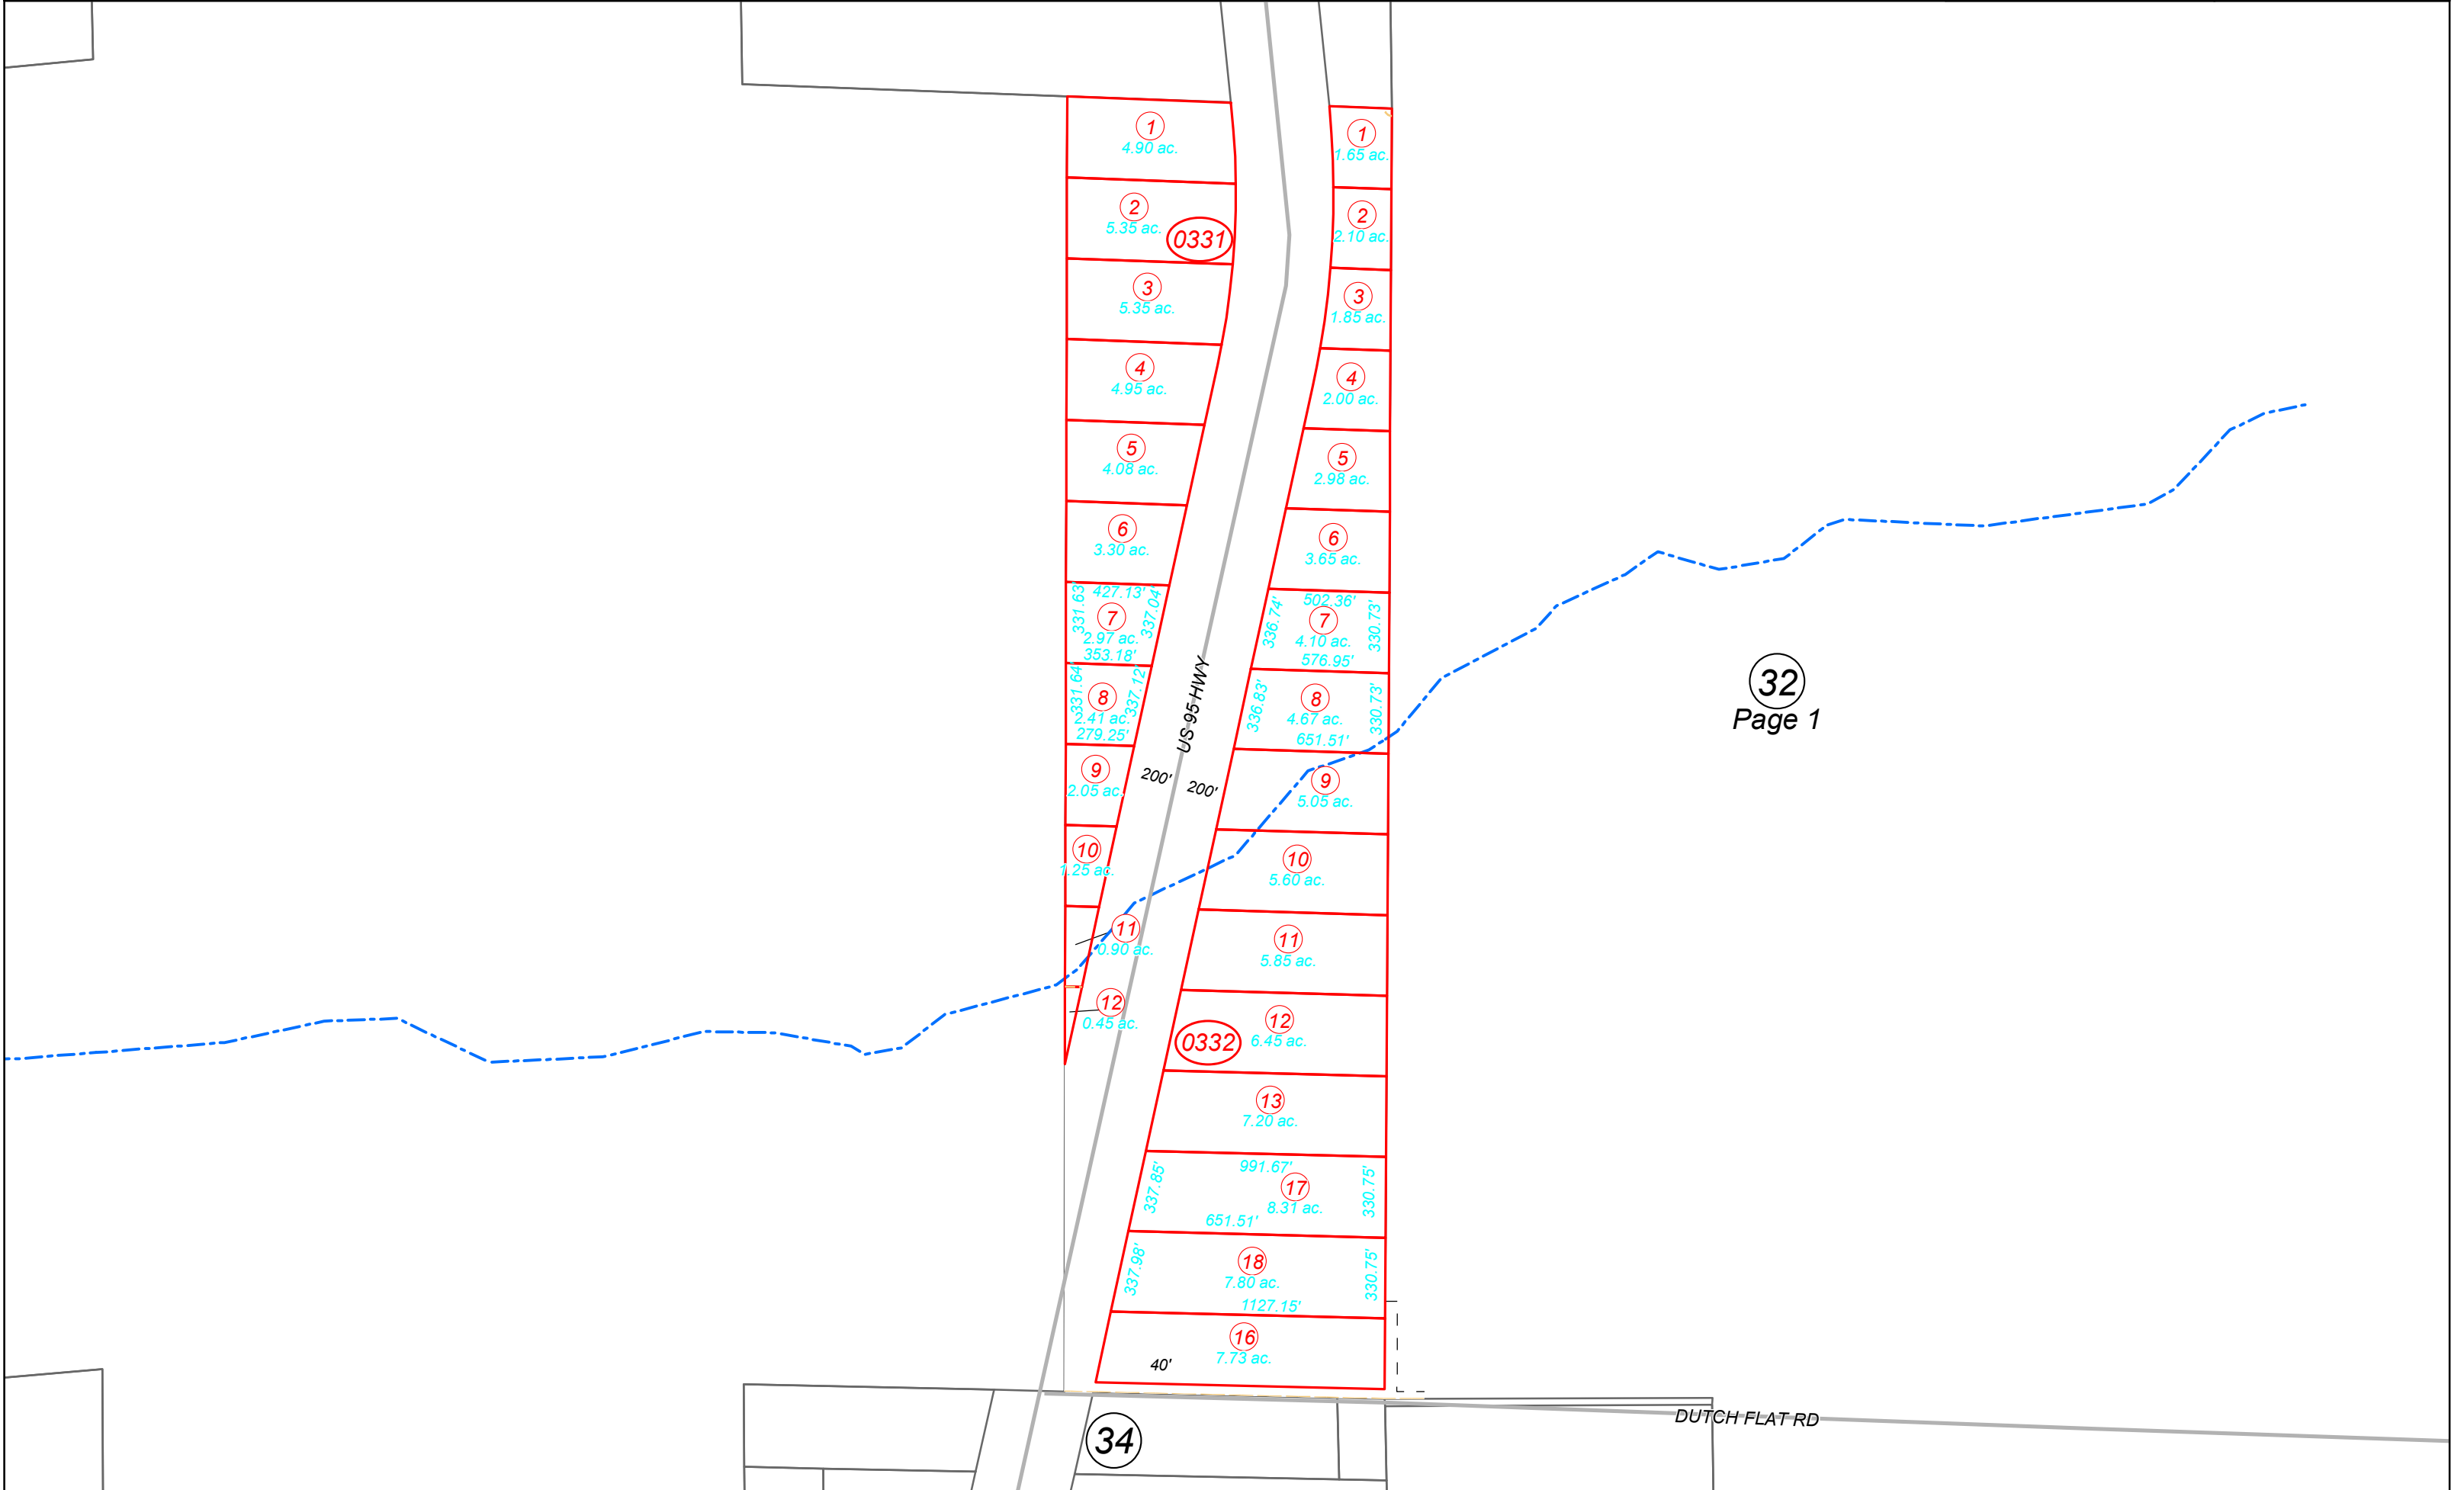 1
4.90 ac.
2
5.35 ac.
0331
3
5.35 ac.
4
4.95 ac.
5
4.08 ac.
6
3.30 ac.
427.13'
331.63'
337.04'
7
2.97 ac.
353.18'
331.64'
337.12'
8
2.41 ac.
279.25'
9
2.05 ac.
10
1.25 ac.
11
0.90 ac.
12
0.45 ac.
US 95 HWY
200'
200'
1
1.65 ac.
2
2.10 ac.
3
1.85 ac.
4
2.00 ac.
5
2.98 ac.
6
3.65 ac.
502.36'
336.74'
330.73'
7
4.10 ac.
576.95'
336.83'
330.73'
8
4.67 ac.
651.51'
9
5.05 ac.
10
5.60 ac.
11
5.85 ac.
12
6.45 ac.
0332
13
7.20 ac.
991.67'
337.85'
330.75'
17
8.31 ac.
651.51'
337.98'
330.75'
18
7.80 ac.
1127.15'
16
7.73 ac.
40'
32
Page 1
34
DUTCH FLAT RD